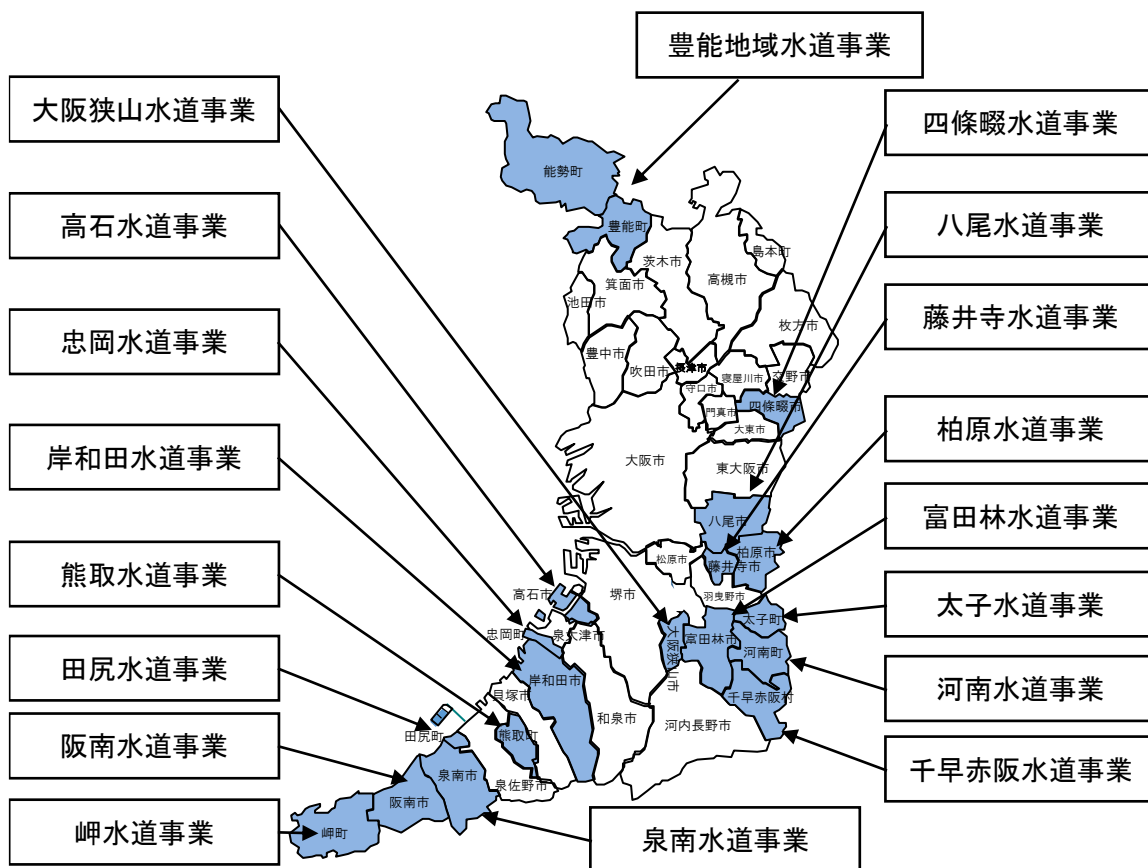 豊能地域水道事業
大阪狭山水道事業
高石水道事業
忠岡水道事業
岸和田水道事業
熊取水道事業
田尻水道事業
阪南水道事業
岬水道事業
四條畷水道事業
八尾水道事業
藤井寺水道事業
柏原水道事業
富田林水道事業
太子水道事業
河南水道事業
千早赤阪水道事業
泉南水道事業
能勢町
豊能町
茨木市
高槻市
島本町
箕面市
池田市
枚方市
豊中市
吹田市
摂津市
寝屋川市
交野市
守口市
門真市
四條畷市
大東市
大阪市
東大阪市
八尾市
松原市
藤井寺市
柏原市
羽曳野市
高石市
堺市
太子町
忠岡町
泉大津市
大阪狭山市
富田林市
河南町
岸和田市
千早赤阪村
貝塚市
和泉市
河内長野市
田尻町
熊取町
泉南市
泉佐野市
阪南市
岬町